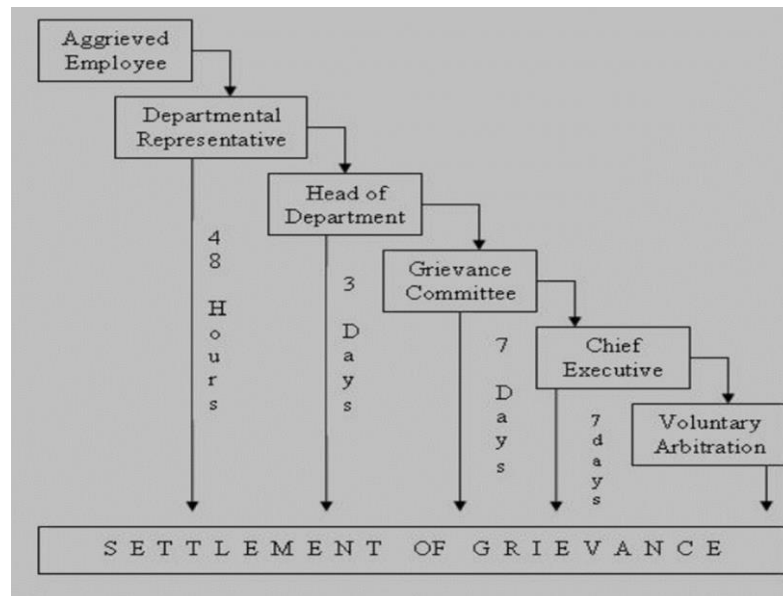 Aggrieved
Employee
Departmental
Representative
Head of
Department
Grievance
Committee
Chief
Executive
Voluntary
Arbitration
48 Hours
3 Days
7 Days
7 days
SETTLEMENT OF GRIEVANCE